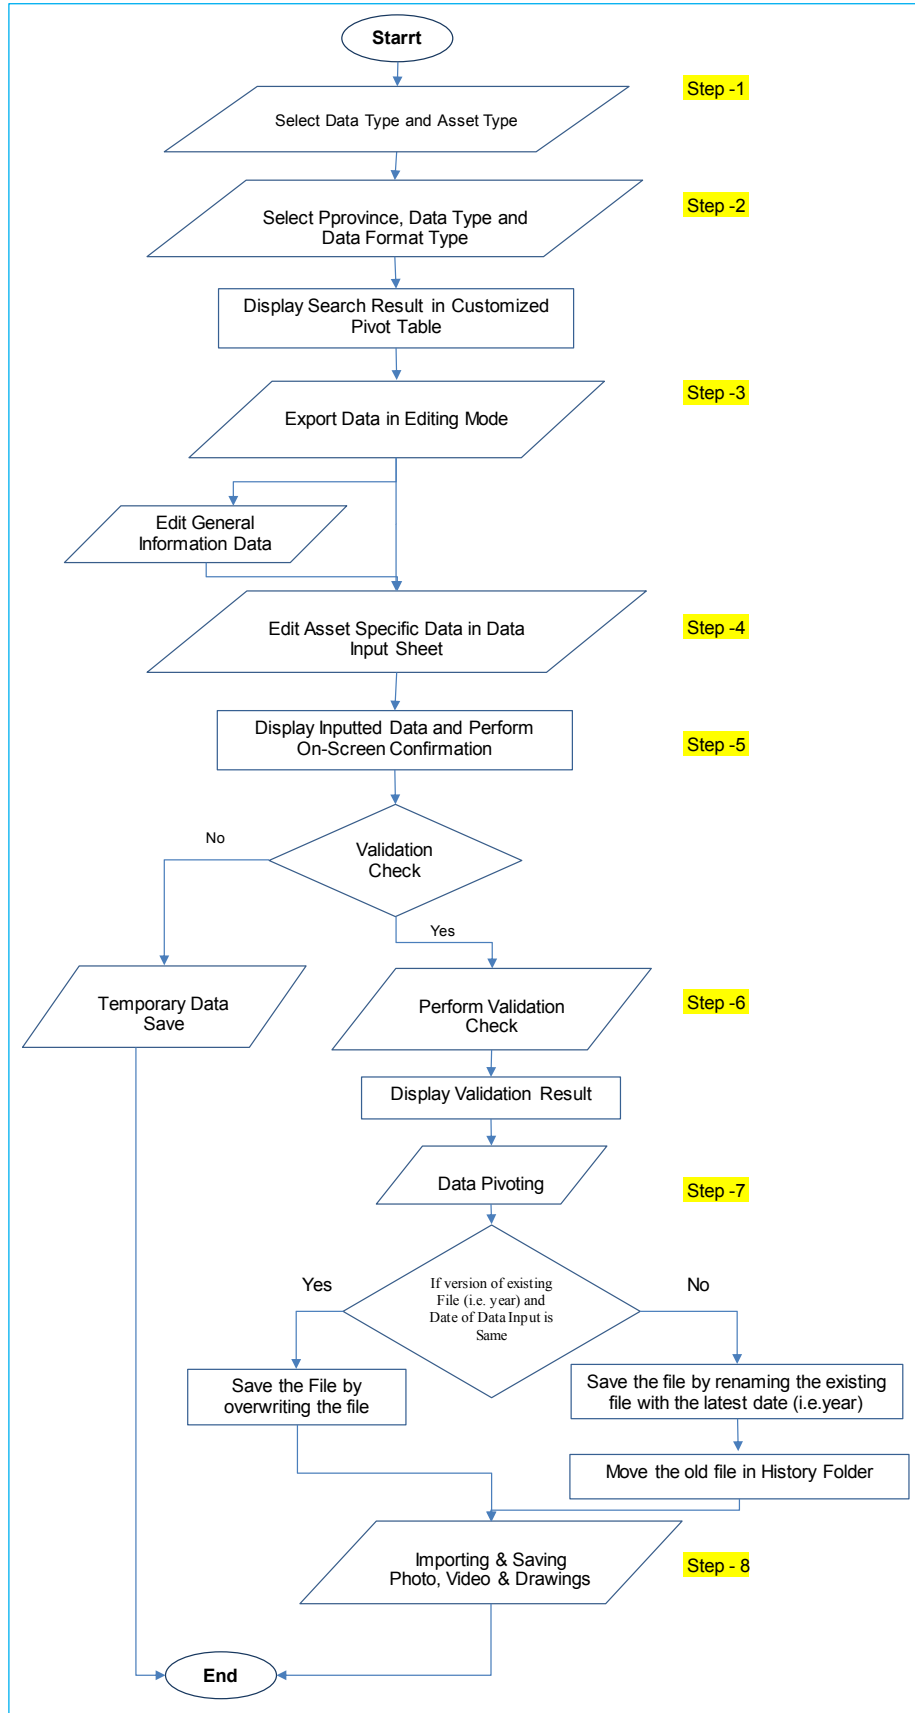 Starrt
Step -1
Select Data Type and Asset Type
Step -2
Select Pprovince, Data Type and
Data Format Type
Display Search Result in Customized
Pivot Table
Step -3
Export Data in Editing Mode
Edit General
Information Data
Edit Asset Specific Data in Data
Input Sheet
Step -4
Display Inputted Data and Perform
On-Screen Confirmation
Step -5
No
Validation
Check
Yes
Temporary Data
Save
Perform Validation
Check
Step -6
Display Validation Result
Data Pivoting
Step -7
Yes
If version of existing
File (i.e. year) and
Date of Data Input is
Same
No
Save the File by
overwriting the file
Save the file by renaming the existing
file with the latest date (i.e.year)
Move the old file in History Folder
Importing & Saving
Photo, Video & Drawings
Step - 8
End